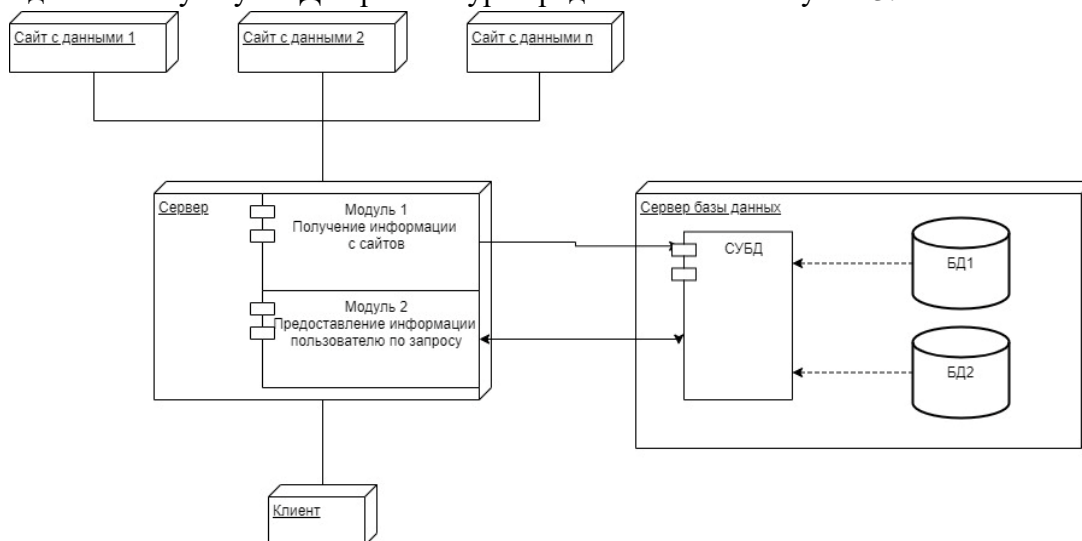 Сайт с данными 1
Сайт с данными 2
Сайт с данными n
Сервер
Модуль 1
Получение информации
с сайтов
Модуль 2
Предоставление информации
пользователю по запросу
Сервер базы данных
СУБД
БД1
БД2
Клиент